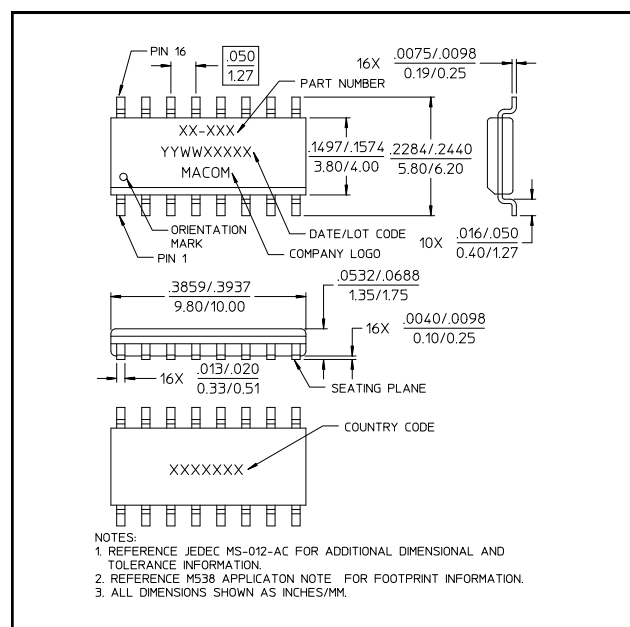 PIN 16
.050
1.27
16X .0075/.0098
0.19/0.25
PART NUMBER
XX-XXX
YYWWXXXXX
MACOM
.1497/.1574
3.80/4.00
.2284/.2440
5.80/6.20
ORIENTATION
MARK
PIN 1
DATE/LOT CODE
COMPANY LOGO
10X .016/.050
0.40/1.27
.3859/.3937
9.80/10.00
.0532/.0688
1.35/1.75
16X .0040/.0098
0.10/0.25
16X .013/.020
0.33/0.51
SEATING PLANE
COUNTRY CODE
XXXXXXX
NOTES:
1. REFERENCE JEDEC MS-012-AC FOR ADDITIONAL DIMENSIONAL AND
TOLERANCE INFORMATION.
2. REFERENCE M538 APPLICATON NOTE FOR FOOTPRINT INFORMATION.
3. ALL DIMENSIONS SHOWN AS INCHES/MM.